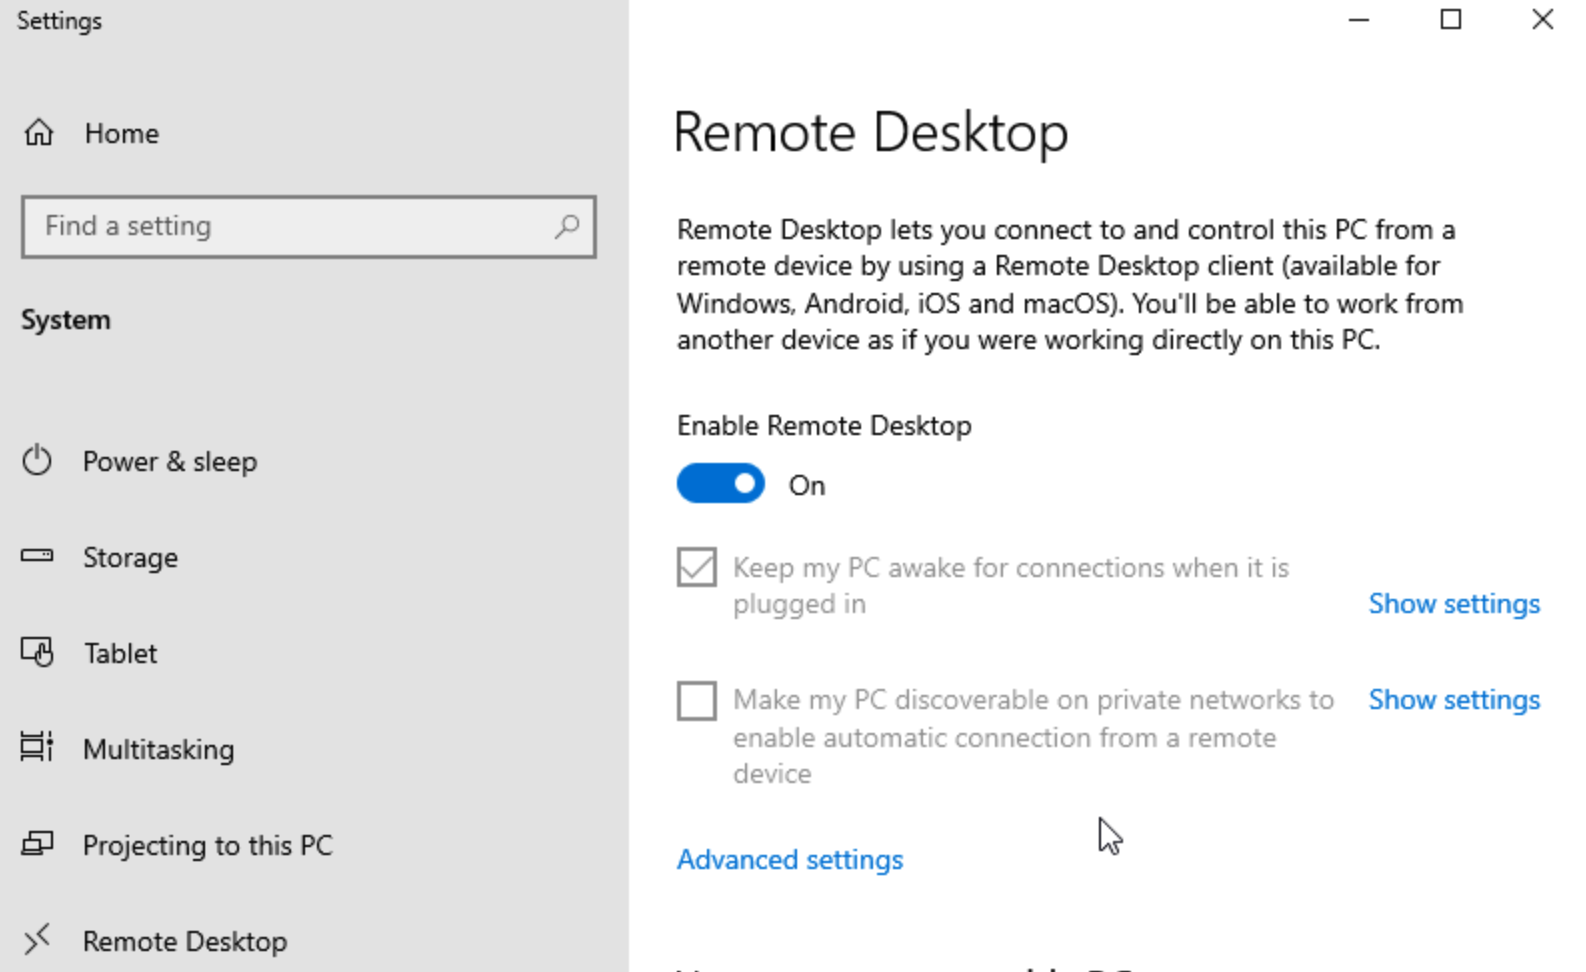 Settings
Home
Find a setting
System
Power & sleep
Storage
Tablet
Multitasking
Projecting to this PC
Remote Desktop
Remote Desktop
Remote Desktop lets you connect to and control this PC from a
remote device by using a Remote Desktop client (available for
Windows, Android, iOS and macOS). You'll be able to work from
another device as if you were working directly on this PC.
Enable Remote Desktop
On
Keep my PC awake for connections when it is
plugged in
Show settings
Make my PC discoverable on private networks to
enable automatic connection from a remote
device
Show settings
Advanced settings